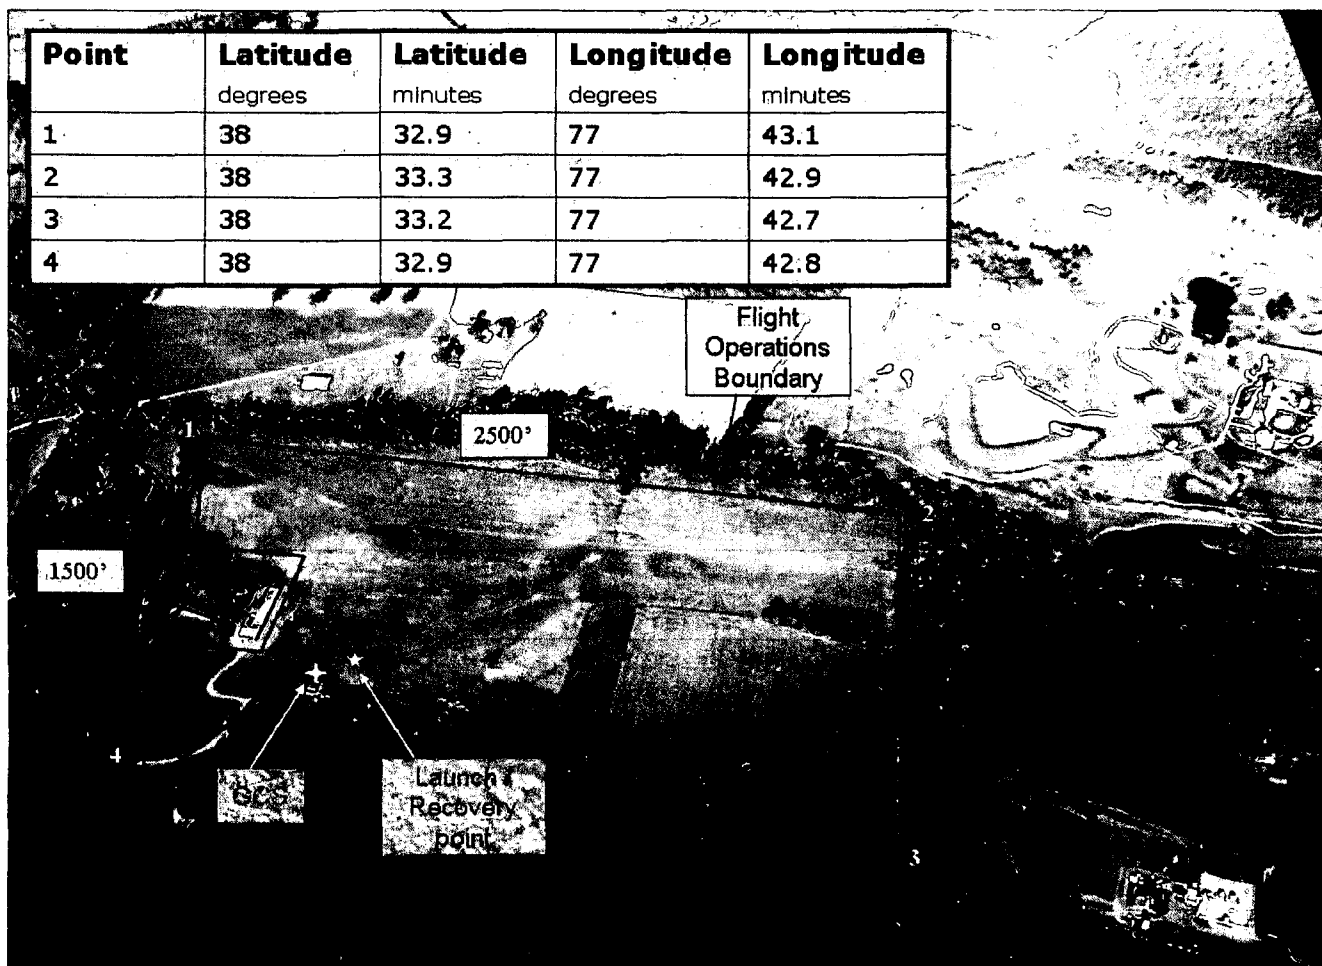 Point Latitude Latitude Longitude Longitude
degrees minutes degrees minutes
1 38 32.9 77 43.1
2 38 33.3 77 42.9
3 38 33.2 77 42.7
4 38 32.9 77 42.8
Flight
Operations
Boundary
1
2500'
2
1500'
4
GCS
Launch /
Recovery
point
3